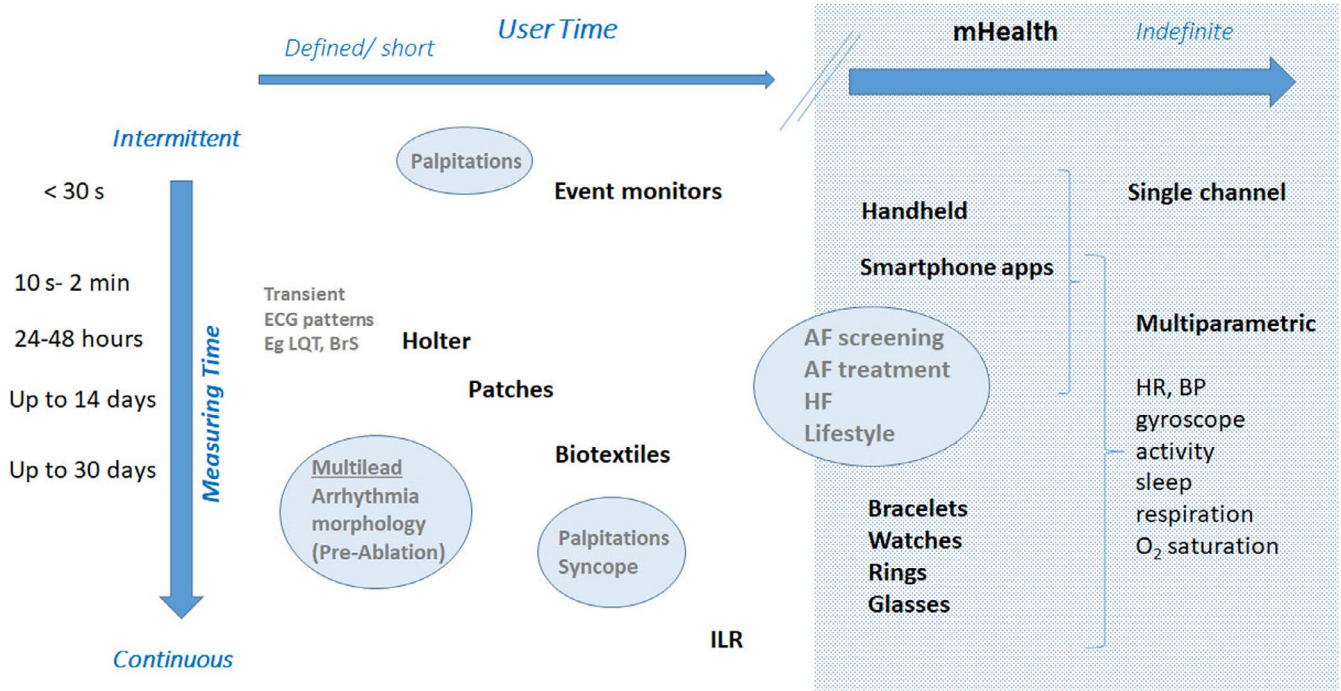 User Time
Defined/ short
mHealth
Indefinite
Intermittent
< 30 s
10 s- 2 min
24-48 hours
Up to 14 days
Up to 30 days
Measuring Time
Continuous
Palpitations
Event monitors
Transient
ECG patterns
Eg LQT, BrS
Holter
Patches
Biotextiles
Multilead
Arrhythmia
morphology
(Pre-Ablation)
Palpitations
Syncope
ILR
Handheld
Smartphone apps
AF screening
AF treatment
HF
Lifestyle
Bracelets
Watches
Rings
Glasses
Single channel
Multiparametric
HR, BP
gyroscope
activity
sleep
respiration
O₂ saturation